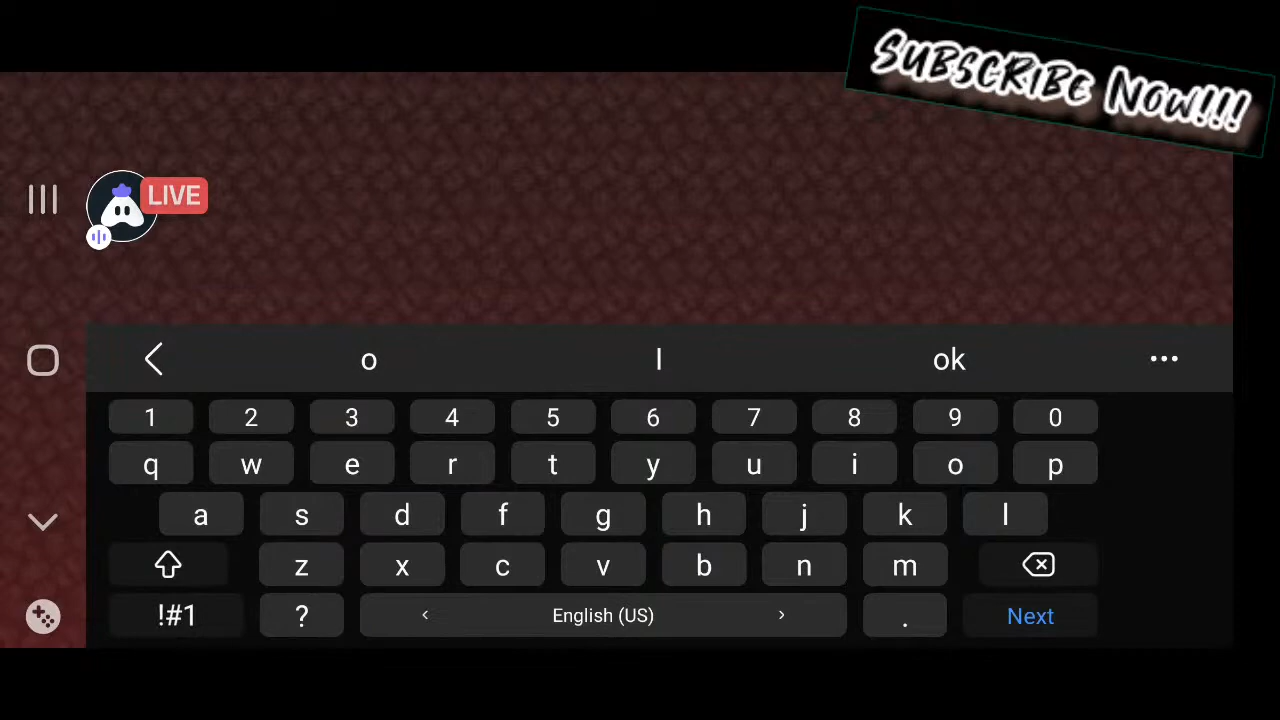 SUBSCRIBE NOW!!!
LIVE
o l ok
1 2 3 4 5 6 7 8 9 0
q w e r t y u i o p
a s d f g h j k l
z x c v b n m
!#1 ? English (US) . Next